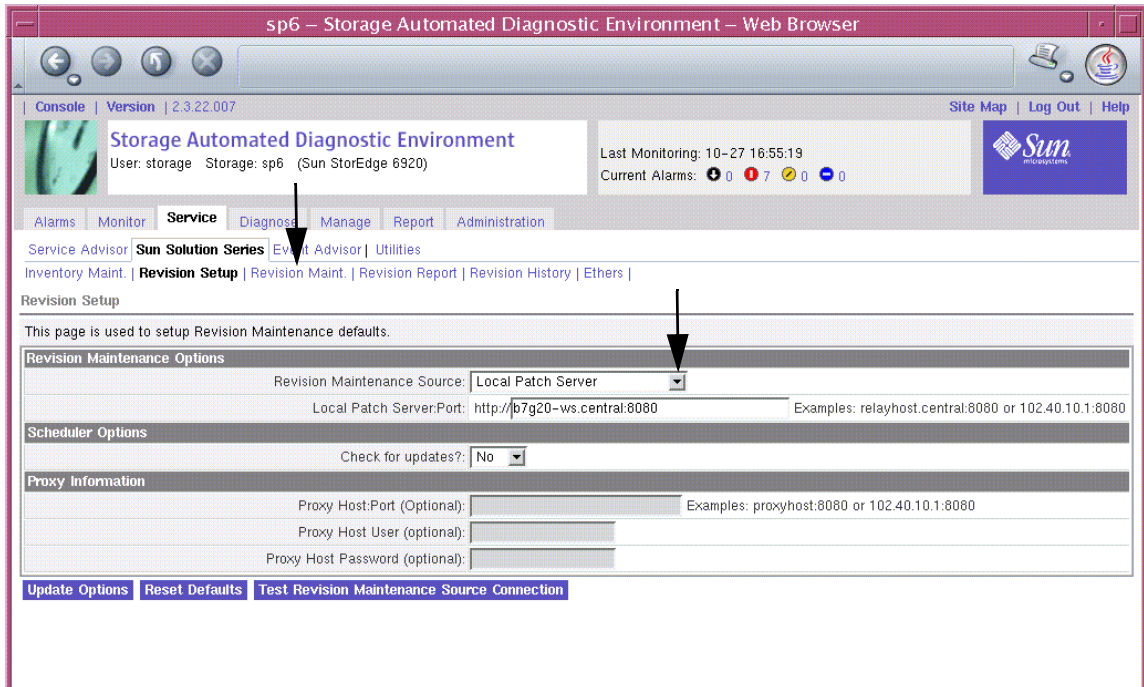 sp6 – Storage Automated Diagnostic Environment – Web Browser
| Console | Version | 2.3.22.007 Site Map | Log Out | Help
Storage Automated Diagnostic Environment
User: storage Storage: sp6 (Sun StorEdge 6920)
Last Monitoring: 10-27 16:55:19
Current Alarms: 0 7 0 0
Sun
microsystems
Alarms Monitor Service Diagnose Manage Report Administration
Service Advisor Sun Solution Series Event Advisor | Utilities
Inventory Maint. | Revision Setup | Revision Maint. | Revision Report | Revision History | Ethers |
Revision Setup
This page is used to setup Revision Maintenance defaults.
Revision Maintenance Options
Revision Maintenance Source: Local Patch Server
Local Patch Server:Port: http://b7g20-ws.central:8080 Examples: relayhost.central:8080 or 102.40.10.1:8080
Scheduler Options
Check for updates?: No
Proxy Information
Proxy Host:Port (Optional): Examples: proxyhost:8080 or 102.40.10.1:8080
Proxy Host User (optional):
Proxy Host Password (optional):
Update Options Reset Defaults Test Revision Maintenance Source Connection